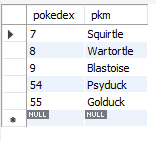 pokedex pkm
7 Squirtle
8 Wartortle
9 Blastoise
54 Psyduck
55 Golduck
NULL NULL